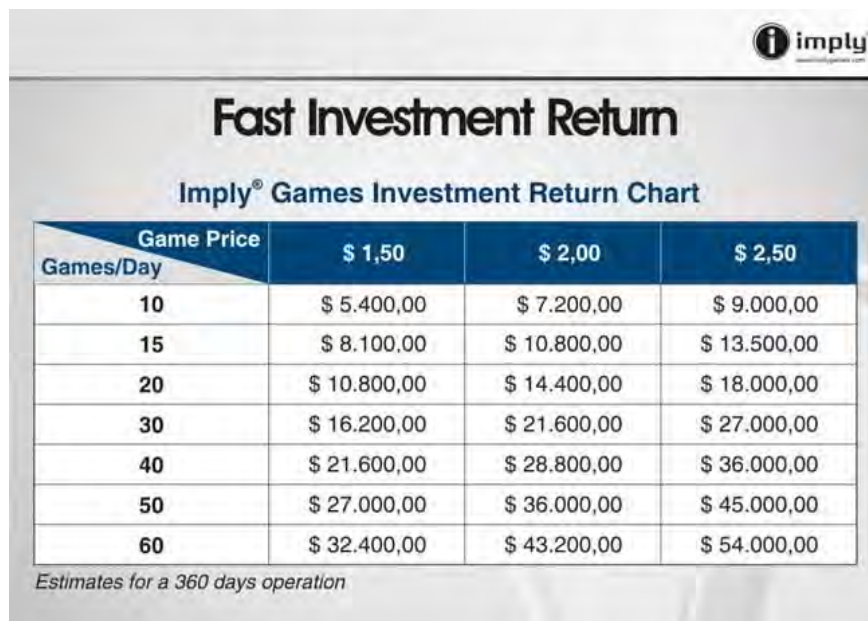 imply
Fast Investment Return
Imply® Games Investment Return Chart
Game Price
Games/Day
$ 1,50 $ 2,00 $ 2,50
10 $ 5.400,00 $ 7.200,00 $ 9.000,00
15 $ 8.100,00 $ 10.800,00 $ 13.500,00
20 $ 10.800,00 $ 14.400,00 $ 18.000,00
30 $ 16.200,00 $ 21.600,00 $ 27.000,00
40 $ 21.600,00 $ 28.800,00 $ 36.000,00
50 $ 27.000,00 $ 36.000,00 $ 45.000,00
60 $ 32.400,00 $ 43.200,00 $ 54.000,00
Estimates for a 360 days operation